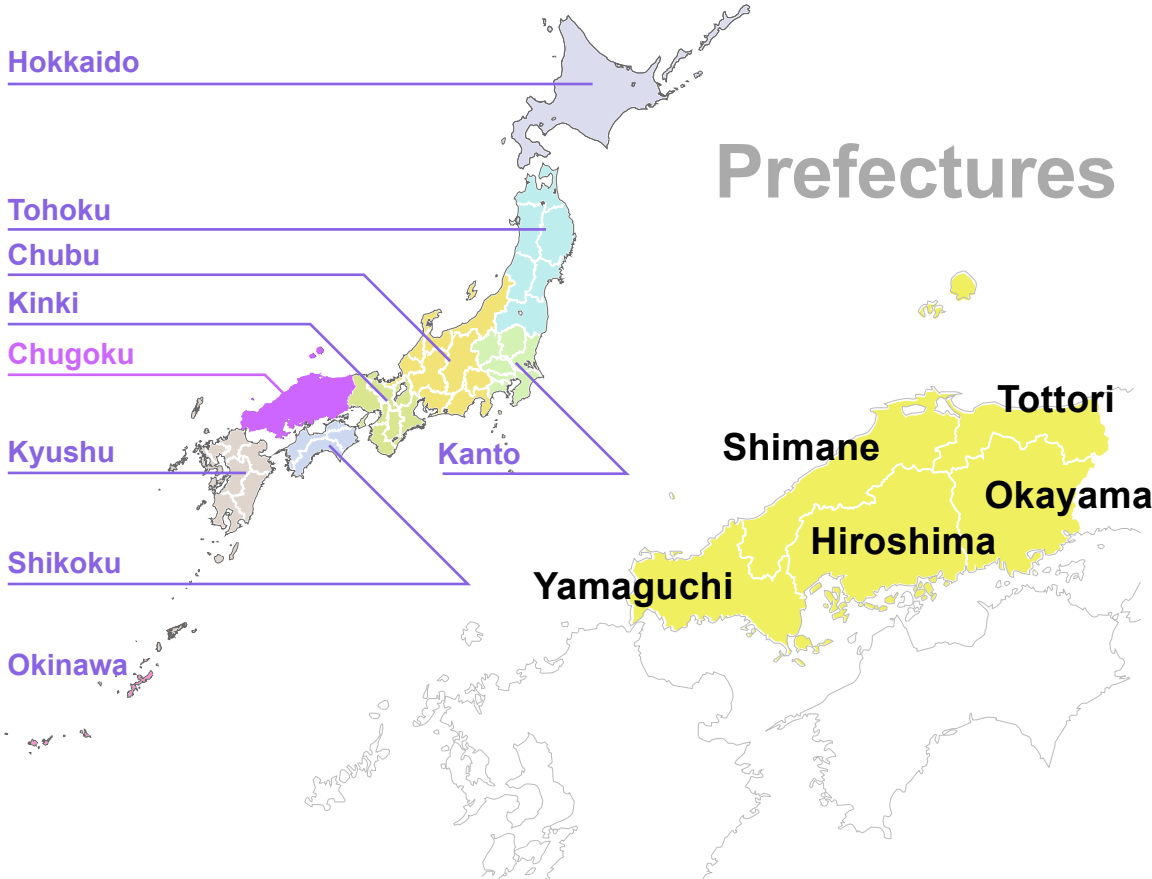 Hokkaido
Prefectures
Tohoku
Chubu
Kinki
Chugoku
Kyushu
Kanto
Shikoku
Okinawa
Tottori
Shimane
Okayama
Hiroshima
Yamaguchi